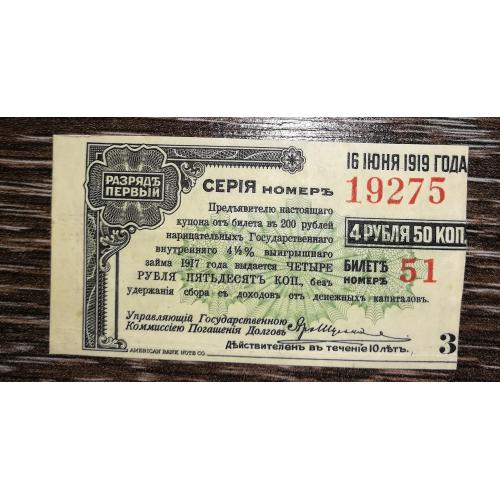 16 ІЮНЯ 1919 ГОДА
РАЗРЯДЪ
ПЕРВЫЙ
СЕРІЯ НОМЕРЪ 19275
Предъявителю настоящаго
купона отъ билета въ 200 рублей
нарицательныхъ Государственнаго
внутренняго 4½% выигрышнаго
займа 1917 года выдается ЧЕТЫРЕ
РУБЛЯ ПЯТЬДЕСЯТЪ КОП., безъ
удержанія сбора съ доходовъ отъ денежныхъ капиталовъ.
4 РУБЛЯ 50 КОП.
БИЛЕТЪ
НОМЕРЪ 51
Управляющій Государственною
Коммиссіею Погашенія Долговъ
Дѣйствителенъ въ теченіе 10 лѣтъ.
3
AMERICAN BANK NOTE CO.